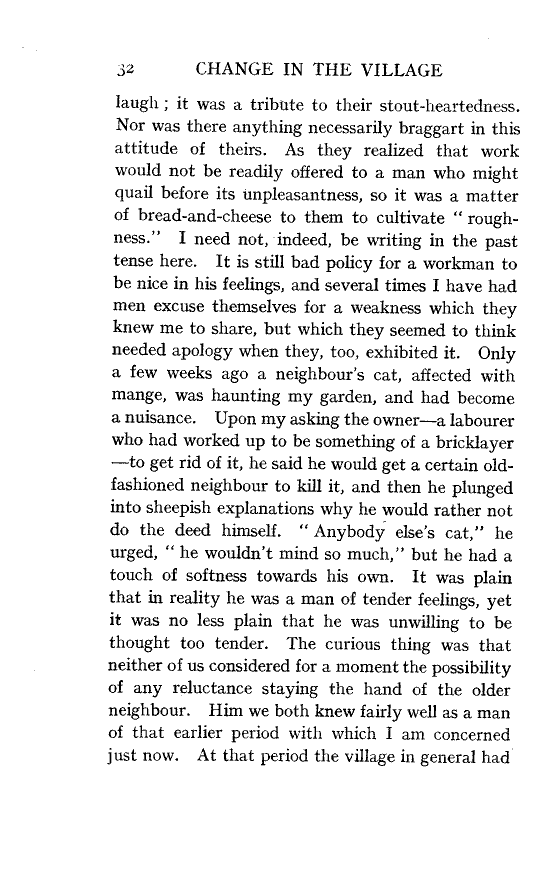 32 CHANGE IN THE VILLAGE
laugh ; it was a tribute to their stout-heartedness.
Nor was there anything necessarily braggart in this
attitude of theirs. As they realized that work
would not be readily offered to a man who might
quail before its unpleasantness, so it was a matter
of bread-and-cheese to them to cultivate “ rough-
ness.” I need not, indeed, be writing in the past
tense here. It is still bad policy for a workman to
be nice in his feelings, and several times I have had
men excuse themselves for a weakness which they
knew me to share, but which they seemed to think
needed apology when they, too, exhibited it. Only
a few weeks ago a neighbour’s cat, affected with
mange, was haunting my garden, and had become
a nuisance. Upon my asking the owner—a labourer
who had worked up to be something of a bricklayer
—to get rid of it, he said he would get a certain old-
fashioned neighbour to kill it, and then he plunged
into sheepish explanations why he would rather not
do the deed himself. “ Anybody else’s cat,” he
urged, “ he wouldn’t mind so much,” but he had a
touch of softness towards his own. It was plain
that in reality he was a man of tender feelings, yet
it was no less plain that he was unwilling to be
thought too tender. The curious thing was that
neither of us considered for a moment the possibility
of any reluctance staying the hand of the older
neighbour. Him we both knew fairly well as a man
of that earlier period with which I am concerned
just now. At that period the village in general had